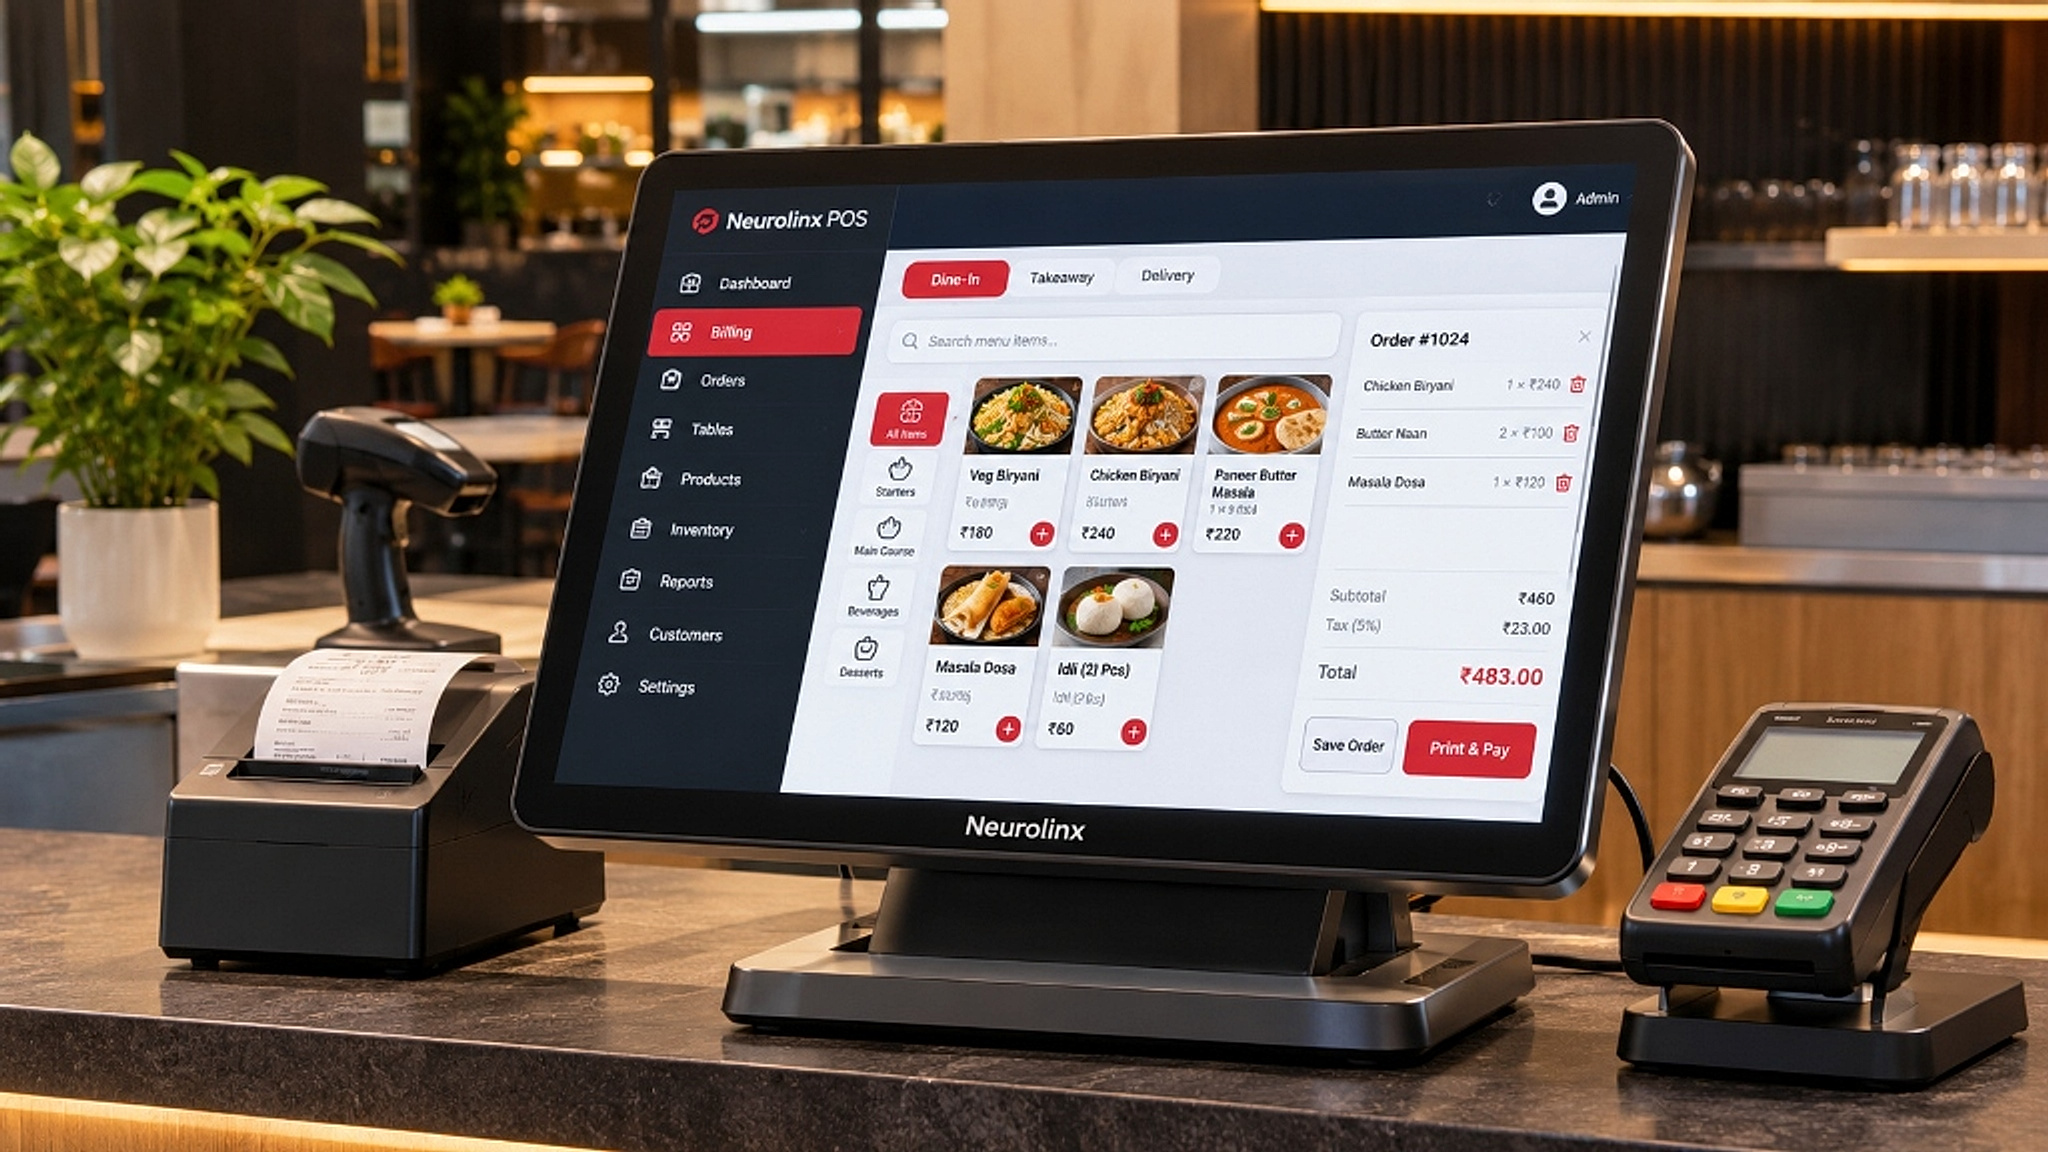 Neurolinx POS
Admin
Dashboard
Billing
Orders
Tables
Products
Inventory
Reports
Customers
Settings
Dine-In
Takeaway
Delivery
Search menu items...
All Items
Starters
Main Course
Beverages
Desserts
Veg Biryani
₹180
Chicken Biryani
₹240
Paneer Butter
Masala
₹220
Masala Dosa
₹120
Idli (2) Pcs)
₹60
Order #1024
Chicken Biryani 1 × ₹240
Butter Naan 2 × ₹100
Masala Dosa 1 × ₹120
Subtotal ₹460
Tax (5%) ₹23.00
Total ₹483.00
Save Order
Print & Pay
Neurolinx